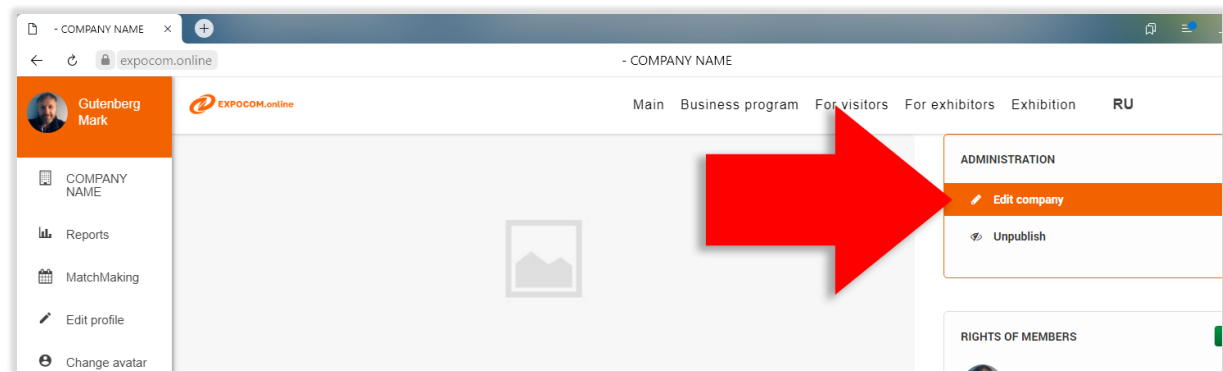 - COMPANY NAME
expocom.online
- COMPANY NAME
Gutenberg
Mark
EXPOCOM.online
Main Business program For visitors For exhibitors Exhibition RU
COMPANY
NAME
Reports
MatchMaking
Edit profile
Change avatar
ADMINISTRATION
Edit company
Unpublish
RIGHTS OF MEMBERS